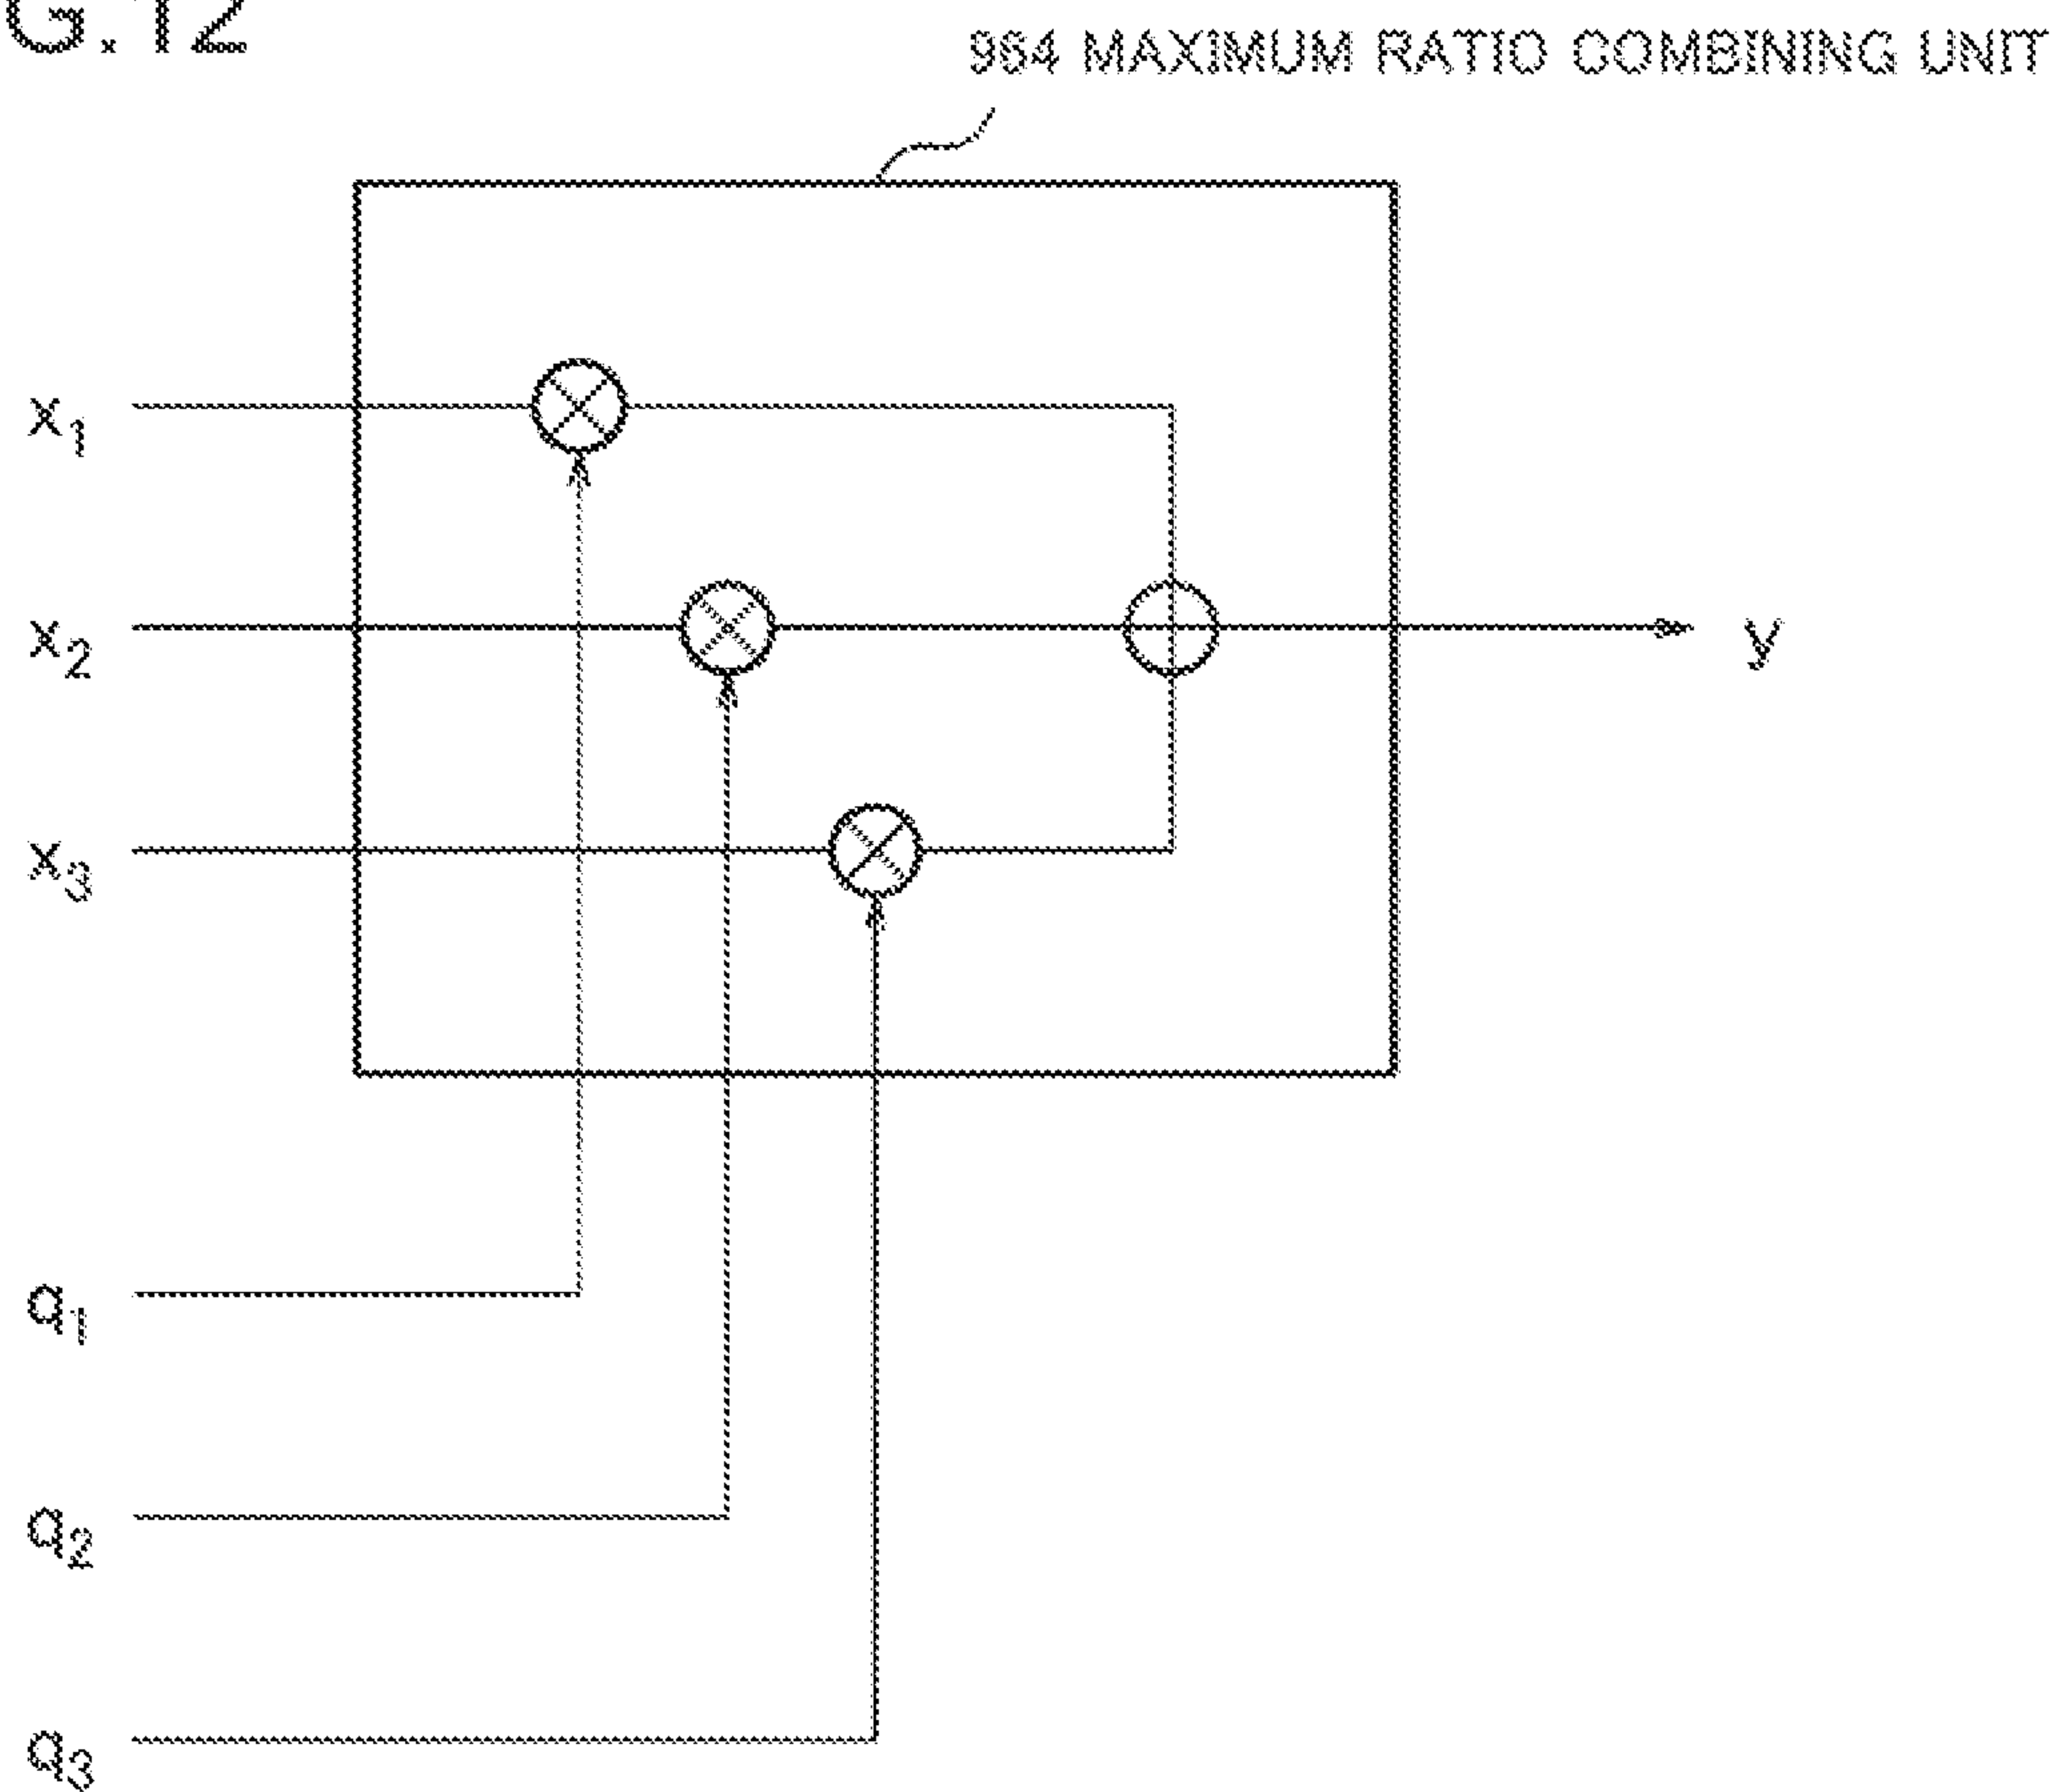 G.12
964 MAXIMUM RATIO COMBINING UNIT
x₁
x₂
x₃
y
q₁
q₂
q₃